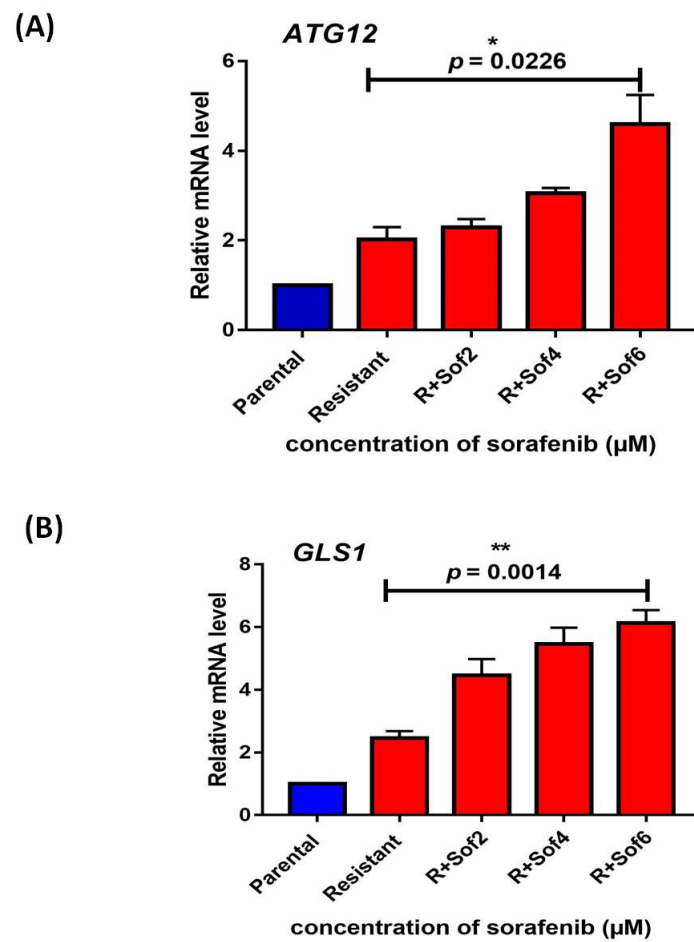 (A)
ATG12
*
p = 0.0226
6
4
2
0
Relative mRNA level
Parental
Resistant
R+Sof2
R+Sof4
R+Sof6
concentration of sorafenib (µM)
(B)
GLS1
**
p = 0.0014
8
6
4
2
0
Relative mRNA level
Parental
Resistant
R+Sof2
R+Sof4
R+Sof6
concentration of sorafenib (µM)